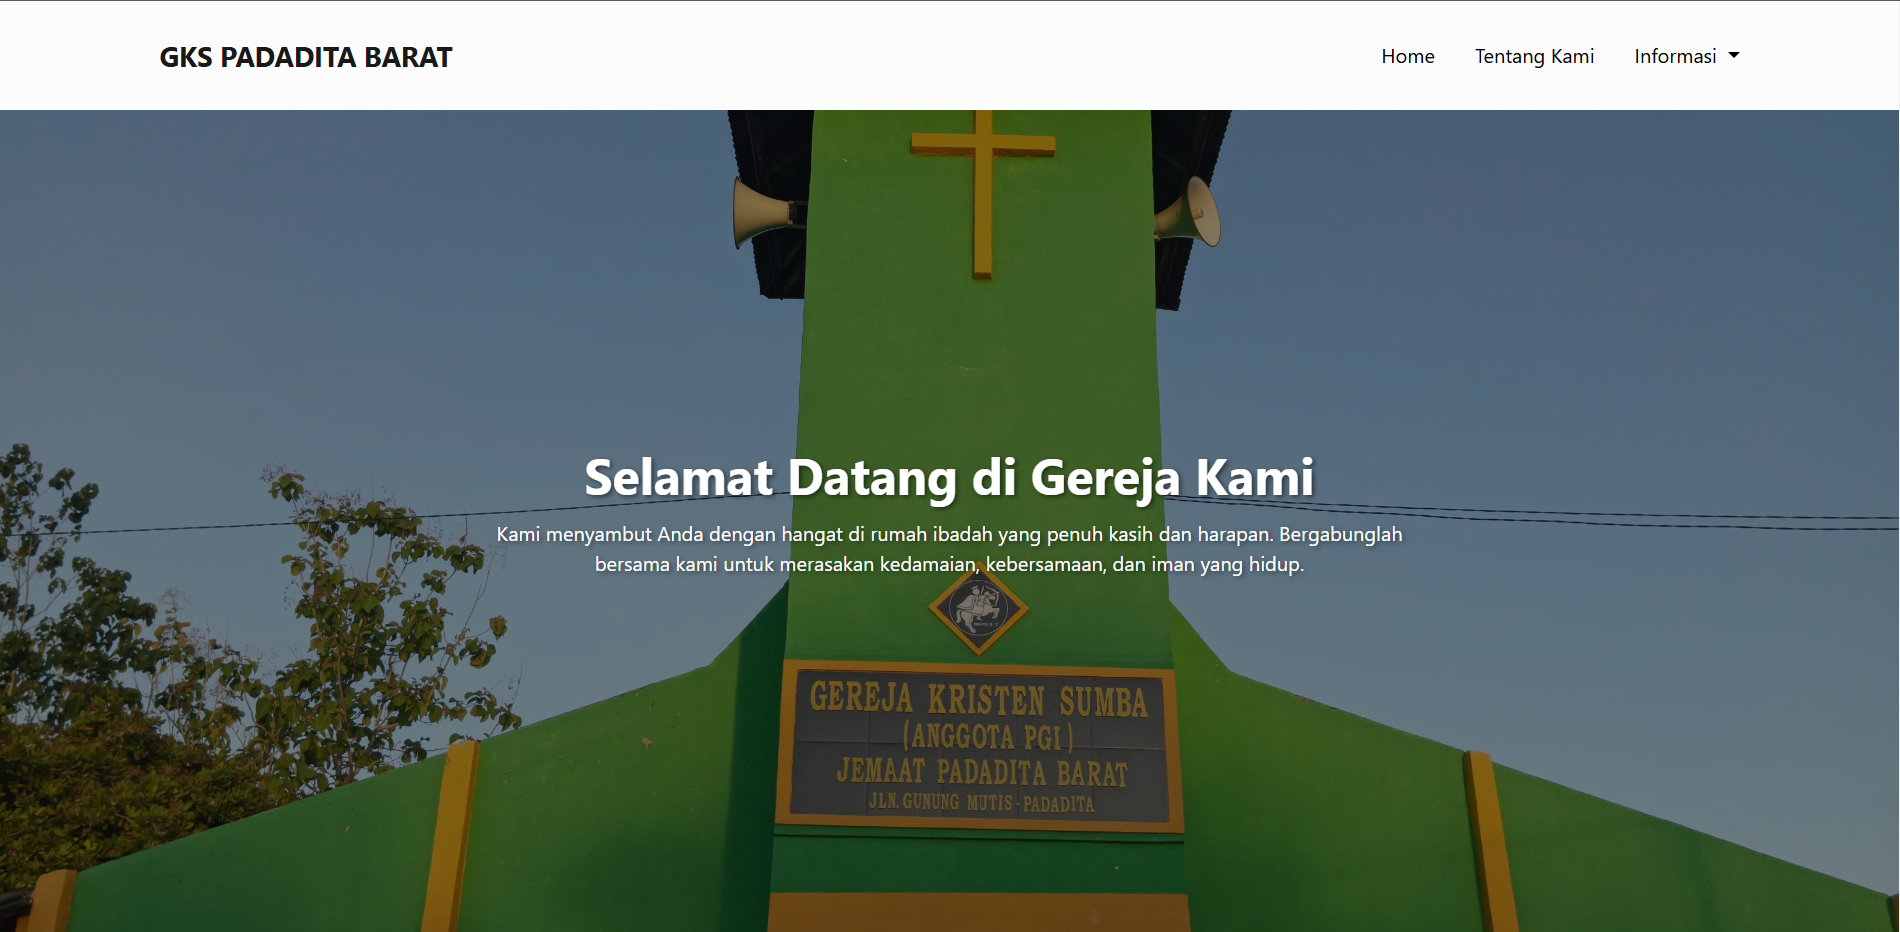 GKS PADADITA BARAT
Home
Tentang Kami
Informasi
Selamat Datang di Gereja Kami
Kami menyambut Anda dengan hangat di rumah ibadah yang penuh kasih dan harapan. Bergabunglah
bersama kami untuk merasakan kedamaian, kebersamaan, dan iman yang hidup.
GEREJA KRISTEN SUMBA
(ANGGOTA PGI)
JEMAAT PADADITA BARAT
JLN. GUNUNG MUTIS - PADADITA